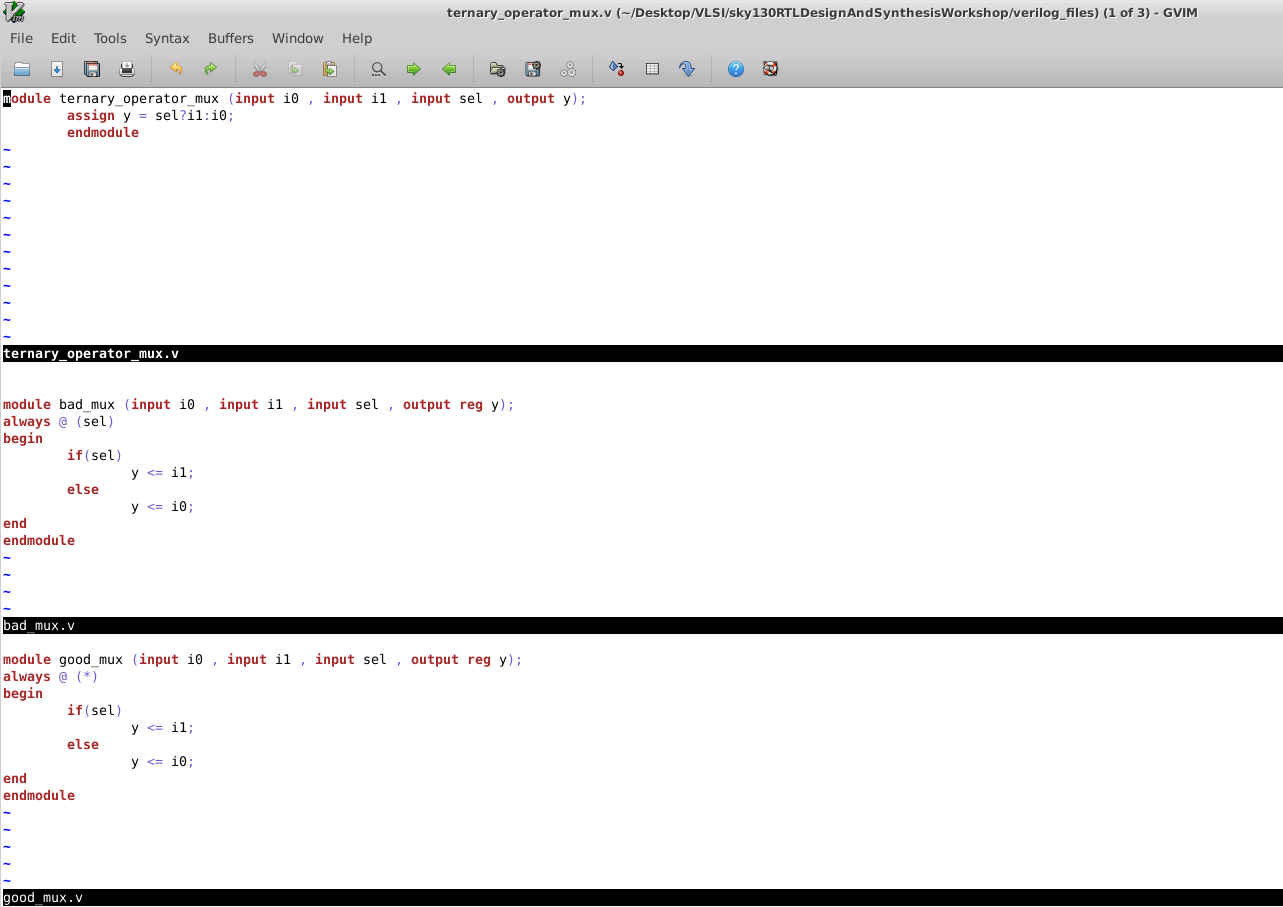 ternary_operator_mux.v (~/Desktop/VLSI/sky130RTLDesignAndSynthesisWorkshop/verilog_files) (1 of 3) - GVIM
File Edit Tools Syntax Buffers Window Help
module ternary_operator_mux (input i0 , input i1 , input sel , output y);
        assign y = sel?i1:i0;
        endmodule
~
~
~
~
~
~
~
~
~
~
~
~
ternary_operator_mux.v
module bad_mux (input i0 , input i1 , input sel , output reg y);
always @ (sel)
begin
        if(sel)
                y <= i1;
        else
                y <= i0;
end
endmodule
~
~
~
~
bad_mux.v
module good_mux (input i0 , input i1 , input sel , output reg y);
always @ (*)
begin
        if(sel)
                y <= i1;
        else
                y <= i0;
end
endmodule
~
~
~
~
~
good_mux.v